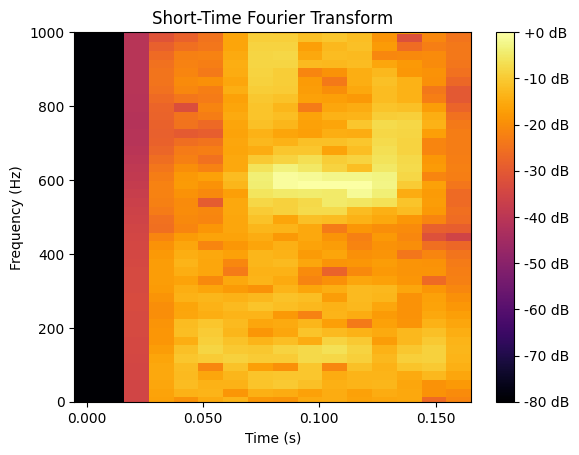 Short-Time Fourier Transform
1000
800
600
400
200
0
Frequency (Hz)
0.000
0.050
0.100
0.150
Time (s)
+0 dB
-10 dB
-20 dB
-30 dB
-40 dB
-50 dB
-60 dB
-70 dB
-80 dB